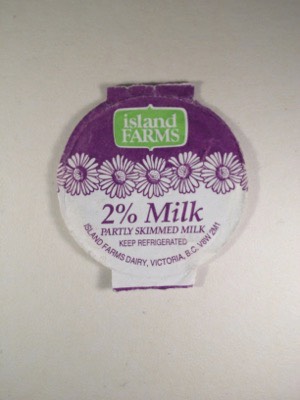 island
FARMS
2% Milk
PARTLY SKIMMED MILK
KEEP REFRIGERATED
ISLAND FARMS DAIRY, VICTORIA, B.C. V8W 2M1